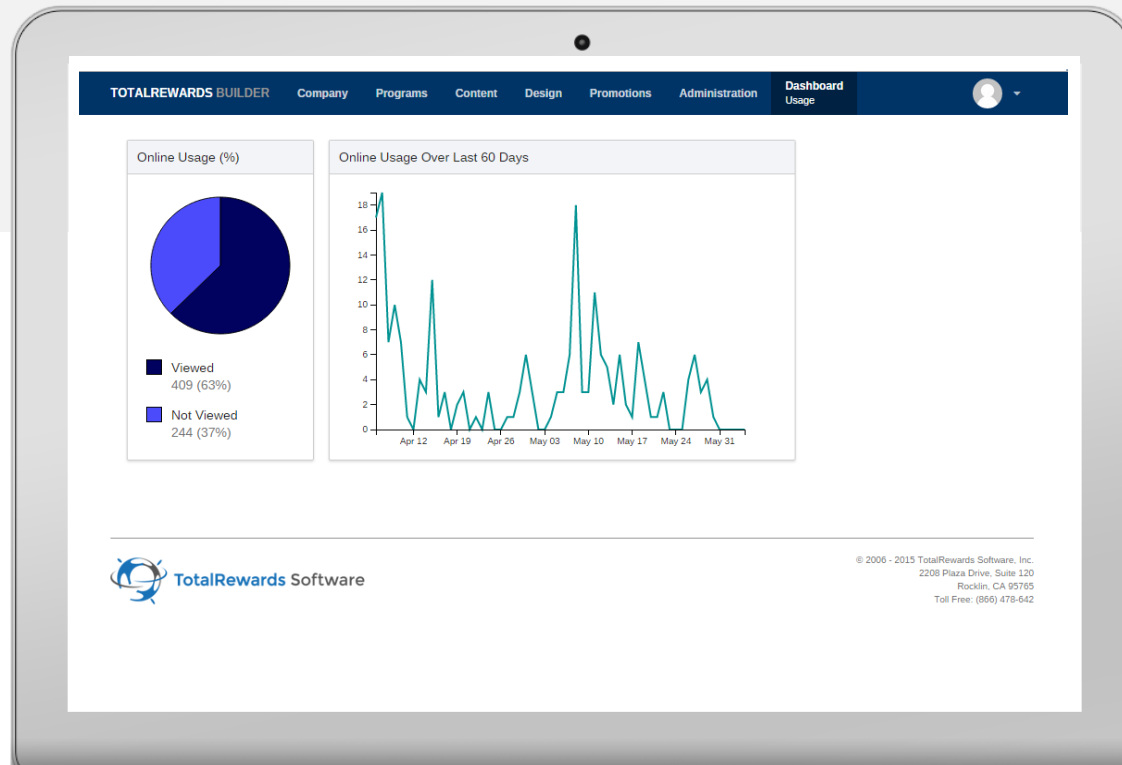 TOTALREWARDS BUILDER
Company
Programs
Content
Design
Promotions
Administration
Dashboard
Usage
Online Usage (%)
Viewed
409 (63%)
Not Viewed
244 (37%)
Online Usage Over Last 60 Days
18
16
14
12
10
8
6
4
2
0
Apr 12
Apr 19
Apr 26
May 03
May 10
May 17
May 24
May 31
TotalRewards Software
© 2006 - 2015 TotalRewards Software, Inc.
2208 Plaza Drive, Suite 120
Rocklin, CA 95765
Toll Free: (866) 478-642